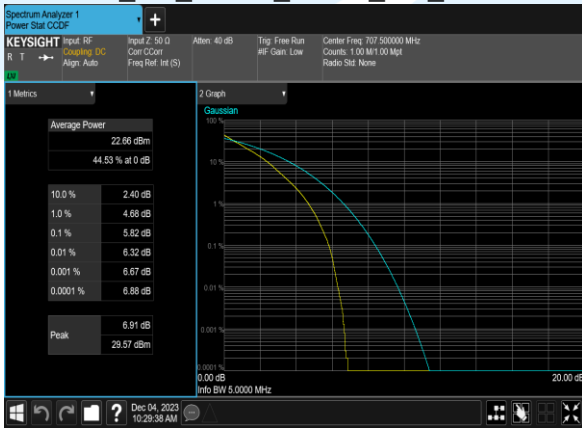 Spectrum Analyzer 1
Power Stat CCDF
+
KEYSIGHT
R T
Input: RF
Coupling: DC
Align: Auto
Input Z: 50 Ω
Corr CCorr
Freq Ref: Int (S)
Atten: 40 dB
Trig: Free Run
#IF Gain: Low
Center Freq: 707.500000 MHz
Counts: 1.00 M/1.00 Mpt
Radio Std: None
1 Metrics
Average Power
22.66 dBm
44.53 % at 0 dB
10.0 % 2.40 dB
1.0 % 4.68 dB
0.1 % 5.82 dB
0.01 % 6.32 dB
0.001 % 6.67 dB
0.0001 % 6.88 dB
Peak 6.91 dB
29.57 dBm
2 Graph
Gaussian
100 %
10 %
1 %
0.1 %
0.01 %
0.001 %
0.0001 %
0.00 dB 20.00 dB
Info BW 5.0000 MHz
?
Dec 04, 2023
10:29:38 AM